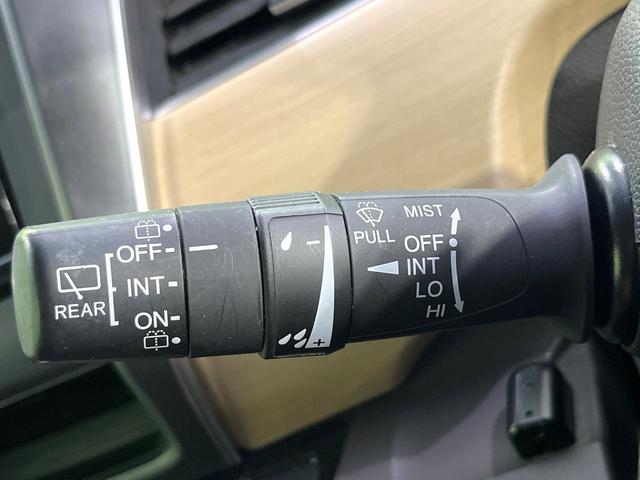 REAR
OFF
INT
ON
−
+
PULL
MIST
OFF
INT
LO
HI